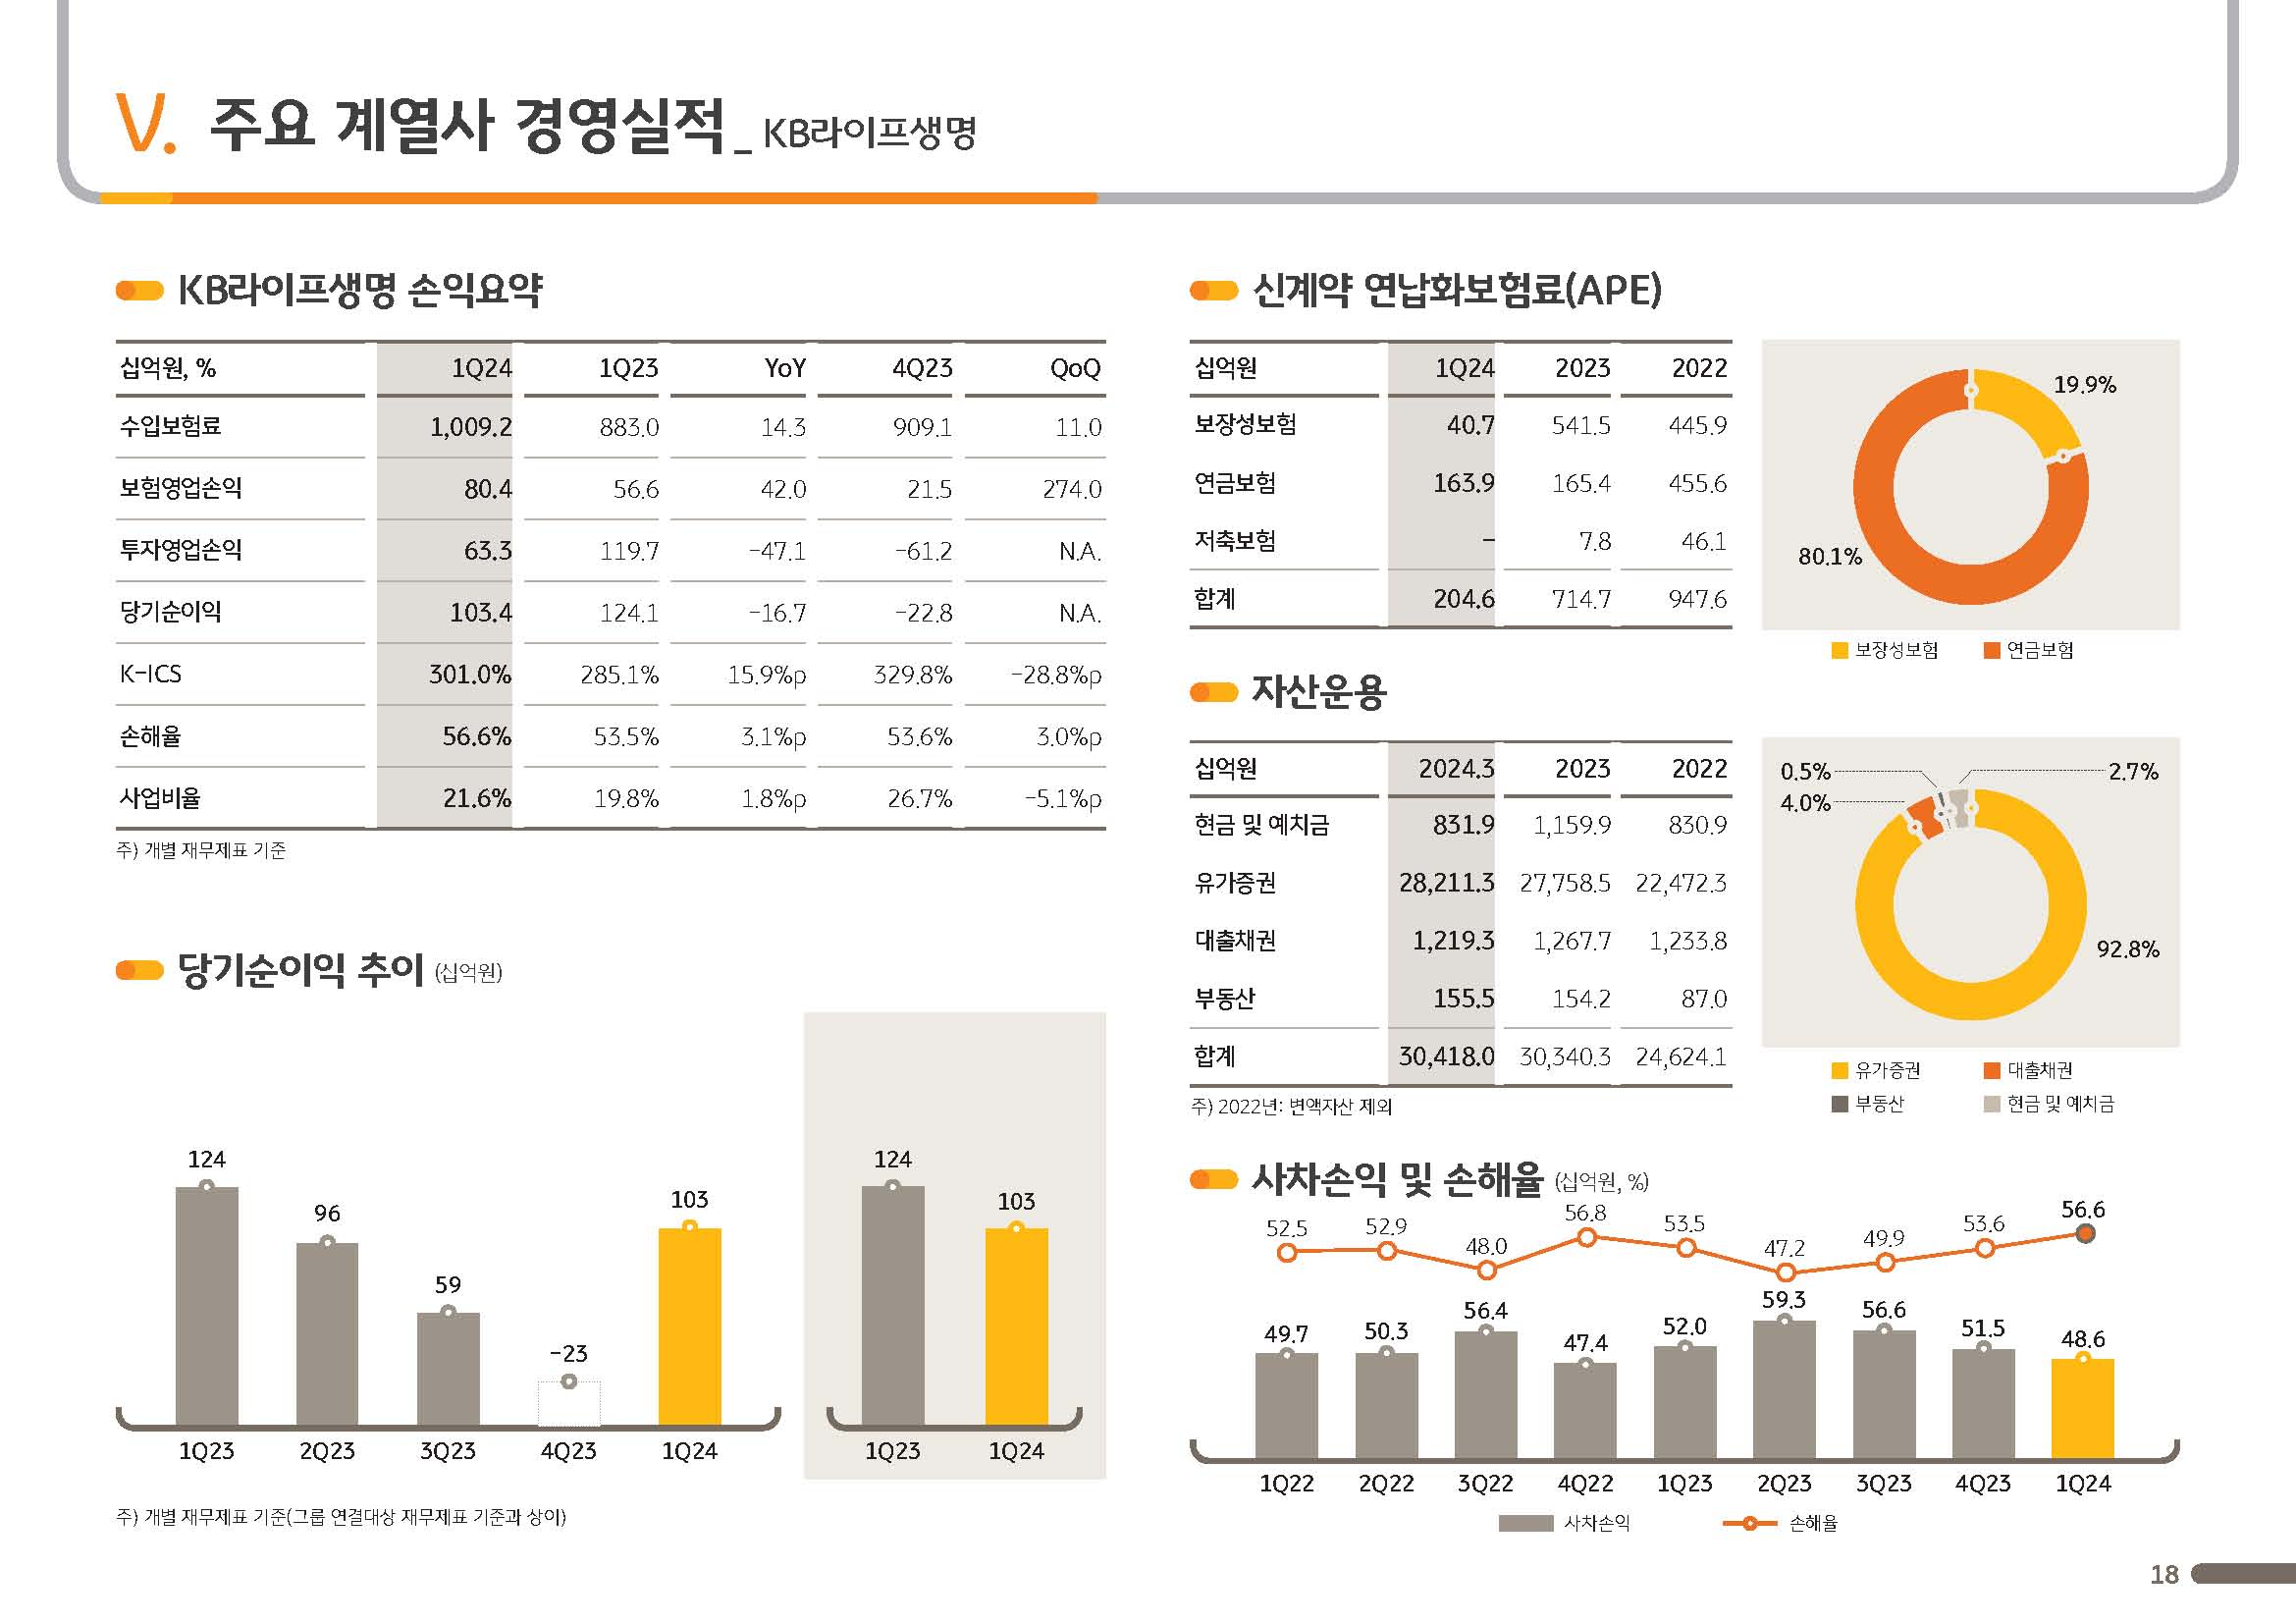 V. 주요 계열사 경영실적_ KB라이프생명
KB라이프생명 손익요약
십억원, % 1Q24 1Q23 YoY 4Q23 QoQ
수입보험료 1,009.2 883.0 14.3 909.1 11.0
보험영업손익 80.4 56.6 42.0 21.5 274.0
투자영업손익 63.3 119.7 -47.1 -61.2 N.A.
당기순이익 103.4 124.1 -16.7 -22.8 N.A.
K-ICS 301.0% 285.1% 15.9%p 329.8% -28.8%p
손해율 56.6% 53.5% 3.1%p 53.6% 3.0%p
사업비율 21.6% 19.8% 1.8%p 26.7% -5.1%p
주) 개별 재무제표 기준
당기순이익 추이 (십억원)
124 96 59 -23 103
1Q23 2Q23 3Q23 4Q23 1Q24
124 103
1Q23 1Q24
주) 개별 재무제표 기준(그룹 연결대상 재무제표 기준과 상이)
신계약 연납화보험료(APE)
십억원 1Q24 2023 2022
보장성보험 40.7 541.5 445.9
연금보험 163.9 165.4 455.6
저축보험 - 7.8 46.1
합계 204.6 714.7 947.6
19.9%
80.1%
보장성보험 연금보험
자산운용
십억원 2024.3 2023 2022
현금 및 예치금 831.9 1,159.9 830.9
유가증권 28,211.3 27,758.5 22,472.3
대출채권 1,219.3 1,267.7 1,233.8
부동산 155.5 154.2 87.0
합계 30,418.0 30,340.3 24,624.1
주) 2022년: 변액자산 제외
0.5% 2.7%
4.0%
92.8%
유가증권 대출채권
부동산 현금 및 예치금
사차손익 및 손해율 (십억원, %)
52.5 52.9 48.0 56.8 53.5 47.2 49.9 53.6 56.6
49.7 50.3 56.4 47.4 52.0 59.3 56.6 51.5 48.6
1Q22 2Q22 3Q22 4Q22 1Q23 2Q23 3Q23 4Q23 1Q24
사차손익 손해율
18